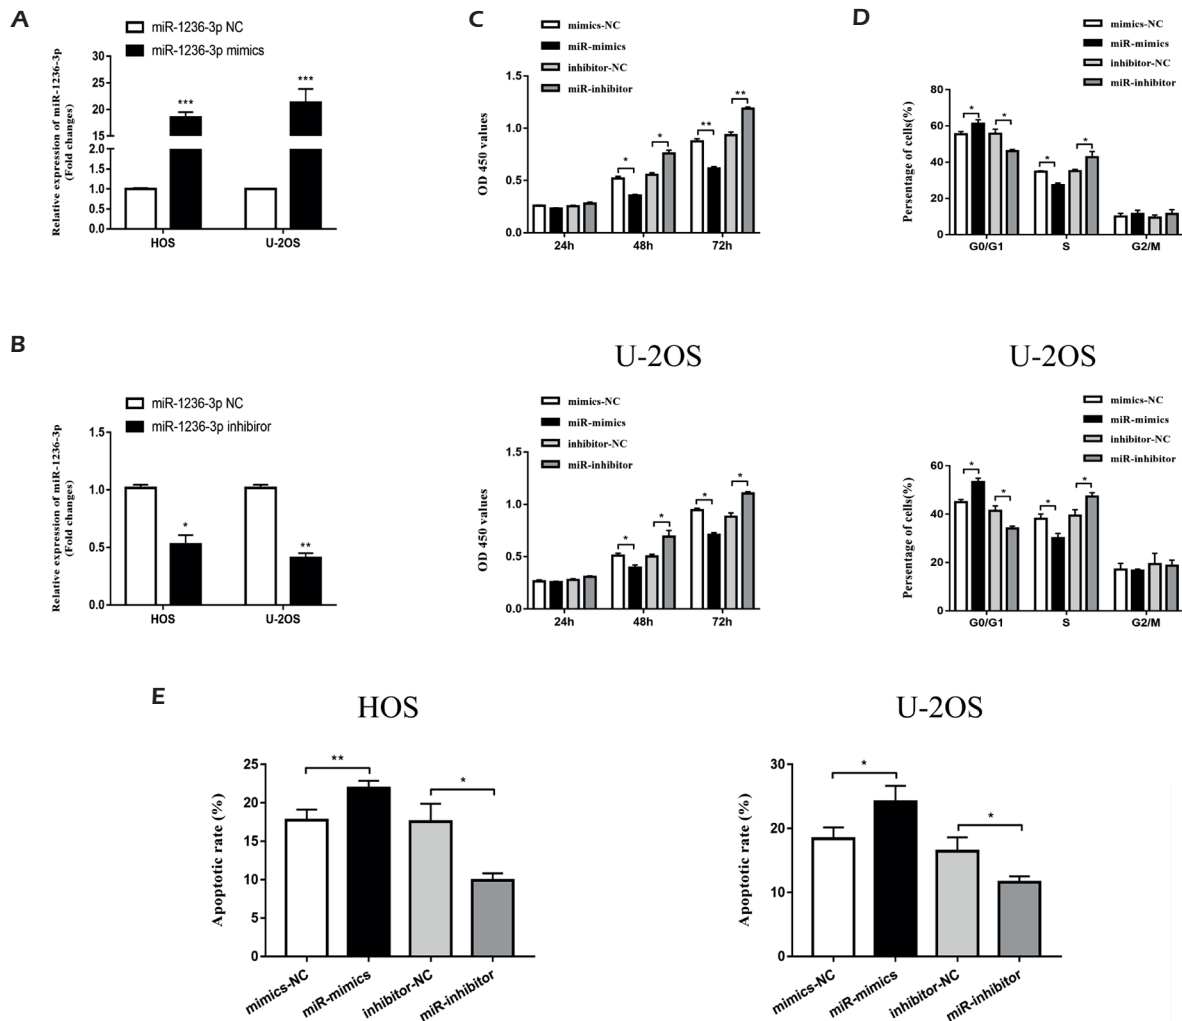 A
miR-1236-3p NC
miR-1236-3p mimics
Relative expression of miR-1236-3p
(Fold changes)
30
25
20
15
2.0
1.5
1.0
0.5
0.0
***
***
HOS
U-2OS
C
mimics-NC
miR-mimics
inhibitor-NC
miR-inhibitor
OD 450 values
1.5
1.0
0.5
0.0
*
*
**
**
24h
48h
72h
D
mimics-NC
miR-mimics
inhibitor-NC
miR-inhibitor
Persentage of cells(%)
80
60
40
20
0
*
*
*
*
G0/G1
S
G2/M
B
miR-1236-3p NC
miR-1236-3p inhibiror
Relative expression of miR-1236-3p
(Fold changes)
1.5
1.0
0.5
0.0
*
**
HOS
U-2OS
U-2OS
mimics-NC
miR-mimics
inhibitor-NC
miR-inhibitor
OD 450 values
1.5
1.0
0.5
0.0
*
*
*
*
24h
48h
72h
U-2OS
mimics-NC
miR-mimics
inhibitor-NC
miR-inhibitor
Persentage of cells(%)
60
40
20
0
*
*
*
*
G0/G1
S
G2/M
E
HOS
Apoptotic rate (%)
25
20
15
10
5
0
**
*
mimics-NC
miR-mimics
inhibitor-NC
miR-inhibitor
U-2OS
Apoptotic rate (%)
30
20
10
0
*
*
mimics-NC
miR-mimics
inhibitor-NC
miR-inhibitor